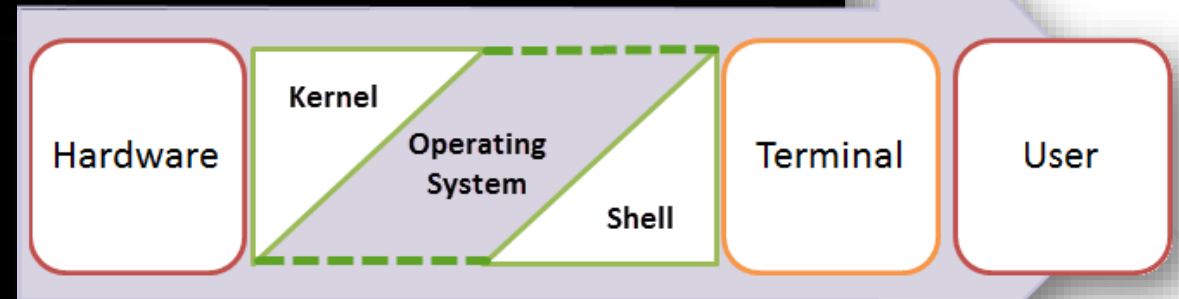 Hardware
Kernel
Operating
System
Shell
Terminal
User